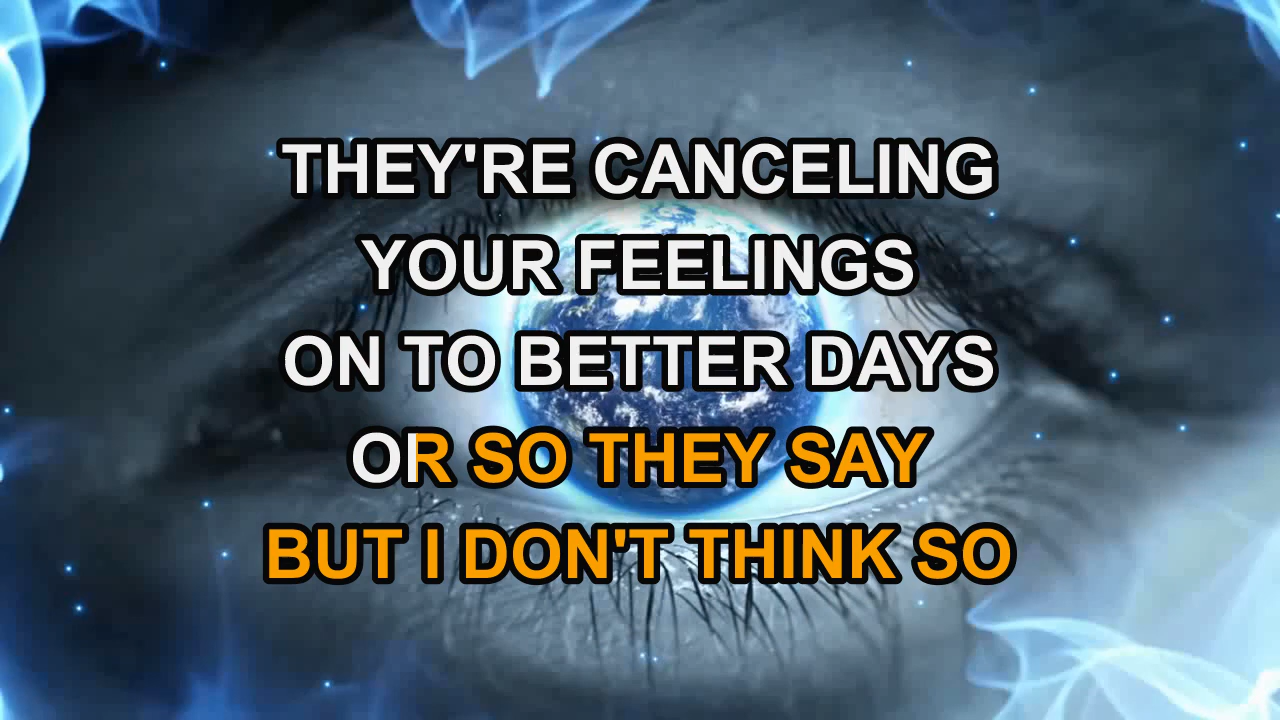 THEY'RE CANCELING
YOUR FEELINGS
ON TO BETTER DAYS
OR SO THEY SAY
BUT I DON'T THINK SO